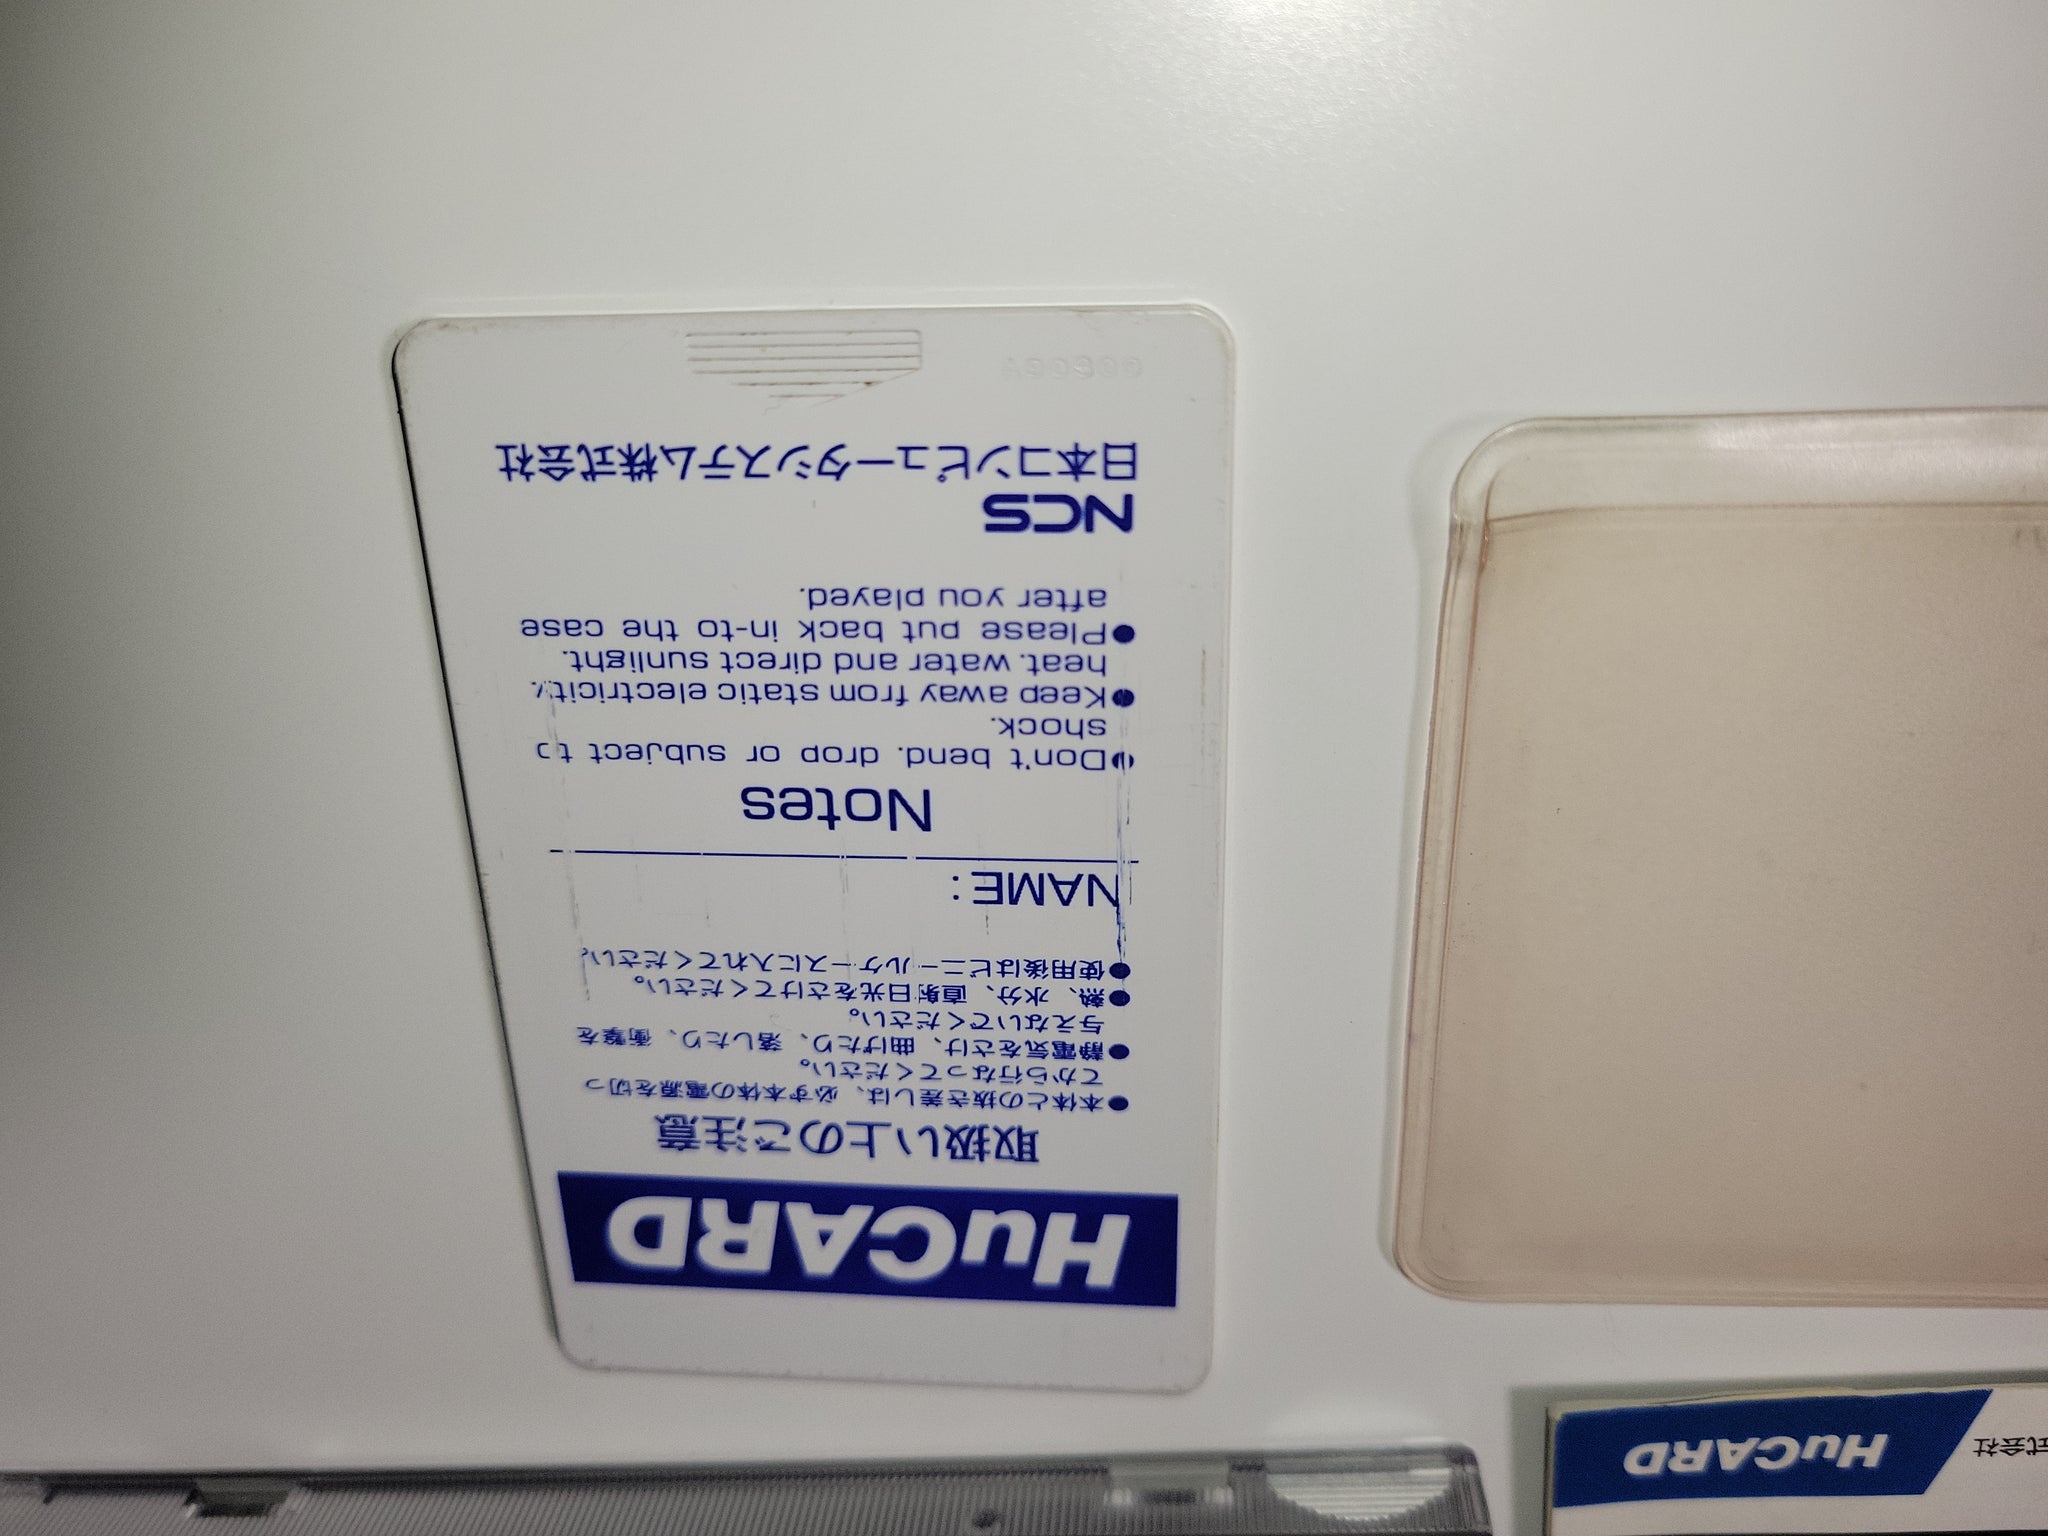 HuCARD
取扱い上のご注意
●本体との抜き差しは、必ず本体の電源を切っ
てから行なってください。
●静電気をさけ、曲げたり、落したり、衝撃を
与えないでください。
●熱、水分、直射日光をさけてください。
●使用後はビニールケースに入れてください。
NAME:
Notes
●Don't bend. drop or subject to
shock.
●Keep away from static electricity.
heat. water and direct sunlight.
●Please put back in-to the case
after you played.
NCS
日本コンピュータシステム株式会社
式会社
HuCARD